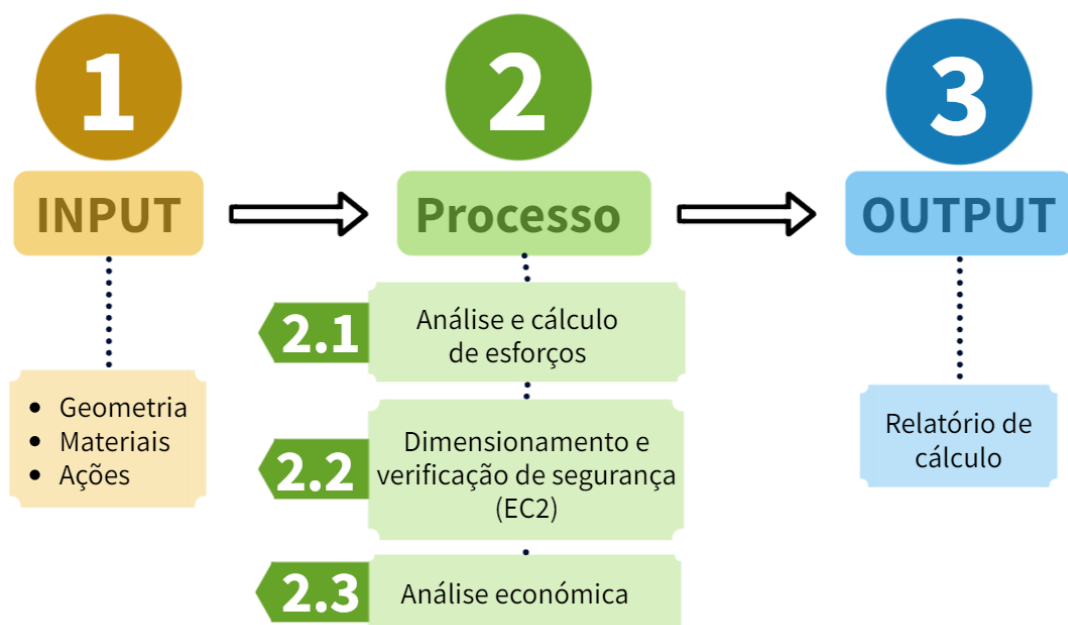 1
INPUT
• Geometria
• Materiais
• Ações
2
Processo
2.1
Análise e cálculo
de esforços
2.2
Dimensionamento e
verificação de segurança
(EC2)
2.3
Análise económica
3
OUTPUT
Relatório de
cálculo